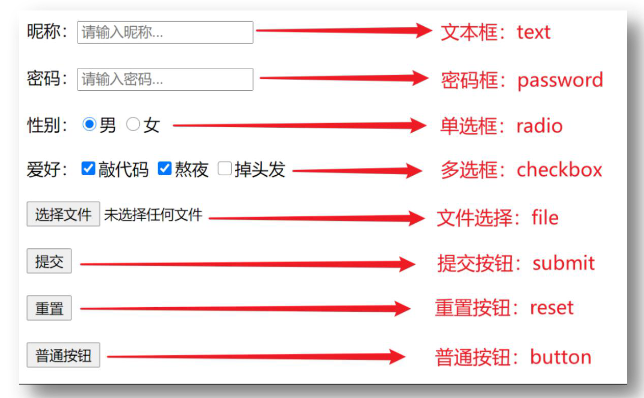 昵称： 请输入昵称... 文本框：text
密码： 请输入密码... 密码框：password
性别： 男 女 单选框：radio
爱好： 敲代码 熬夜 掉头发 多选框：checkbox
选择文件 未选择任何文件 文件选择：file
提交 提交按钮：submit
重置 重置按钮：reset
普通按钮 普通按钮：button